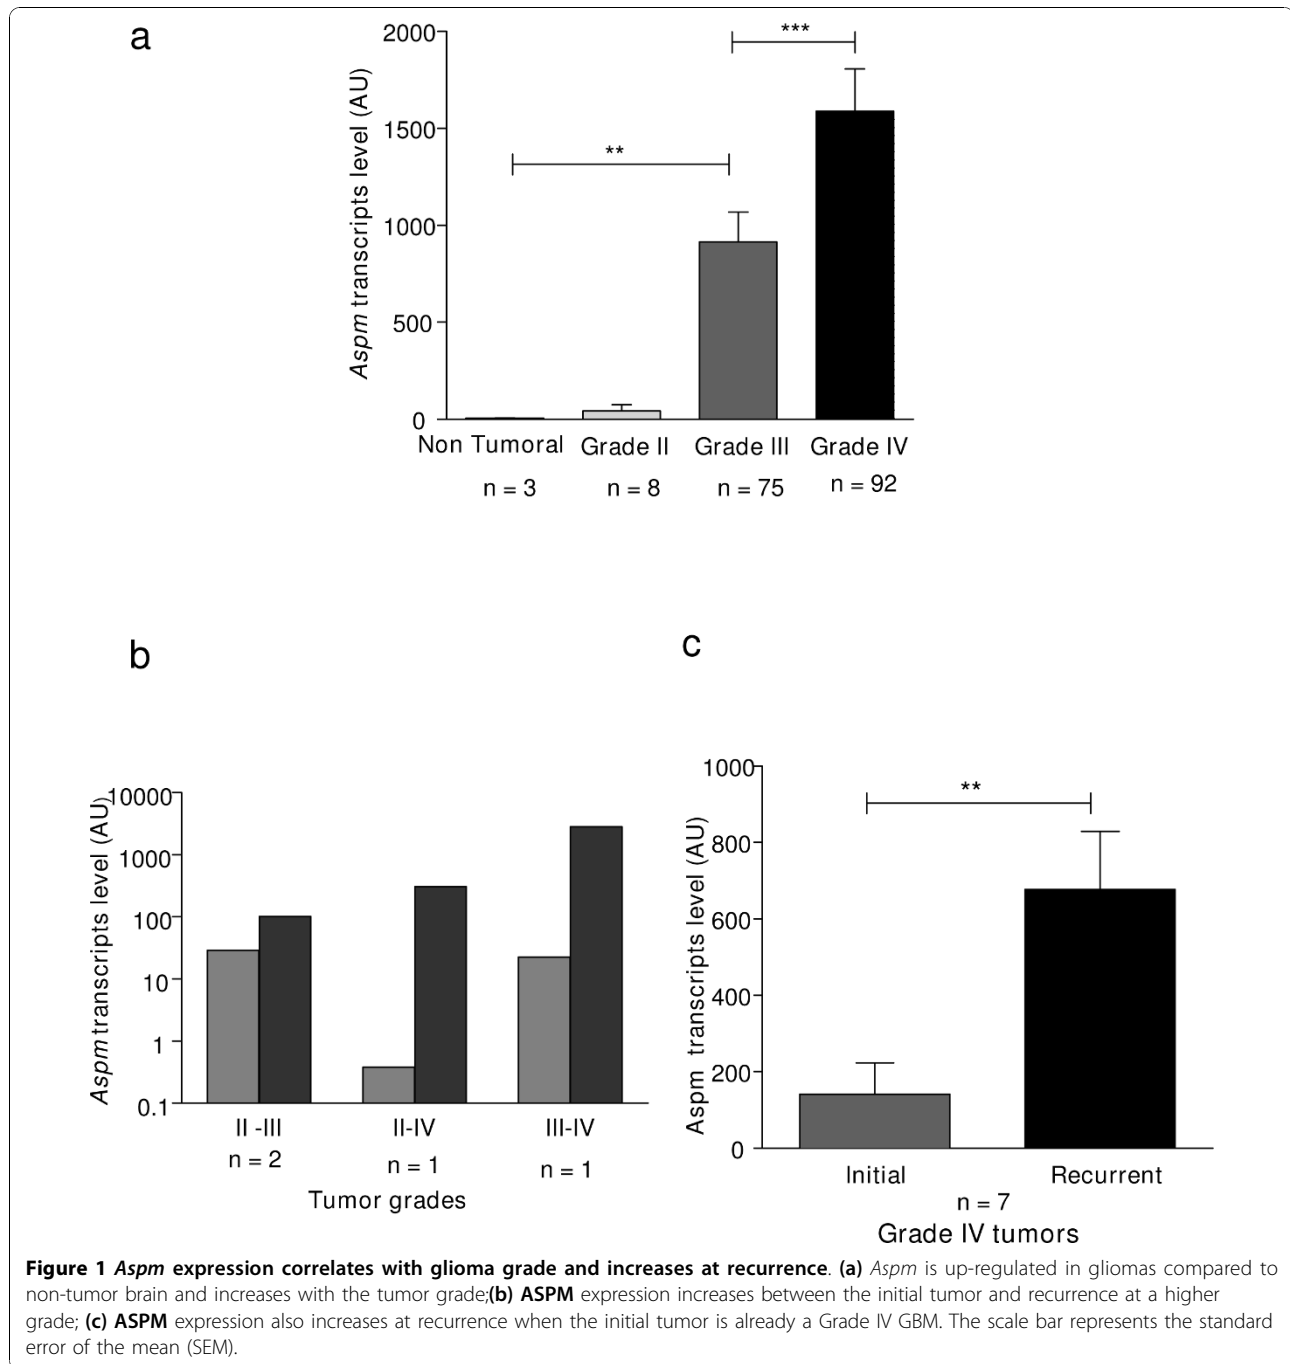 a
2000
1500
1000
500
0
Aspm transcripts level (AU)
***
**
Non Tumoral Grade II Grade III Grade IV
n = 3 n = 8 n = 75 n = 92
b
10000
1000
100
10
1
0.1
Aspm transcripts level (AU)
II -III II-IV III-IV
n = 2 n = 1 n = 1
Tumor grades
c
1000
800
600
400
200
0
Aspm transcripts level (AU)
**
Initial Recurrent
n = 7
Grade IV tumors
Figure 1 Aspm expression correlates with glioma grade and increases at recurrence. (a) Aspm is up-regulated in gliomas compared to
non-tumor brain and increases with the tumor grade;(b) ASPM expression increases between the initial tumor and recurrence at a higher
grade; (c) ASPM expression also increases at recurrence when the initial tumor is already a Grade IV GBM. The scale bar represents the standard
error of the mean (SEM).